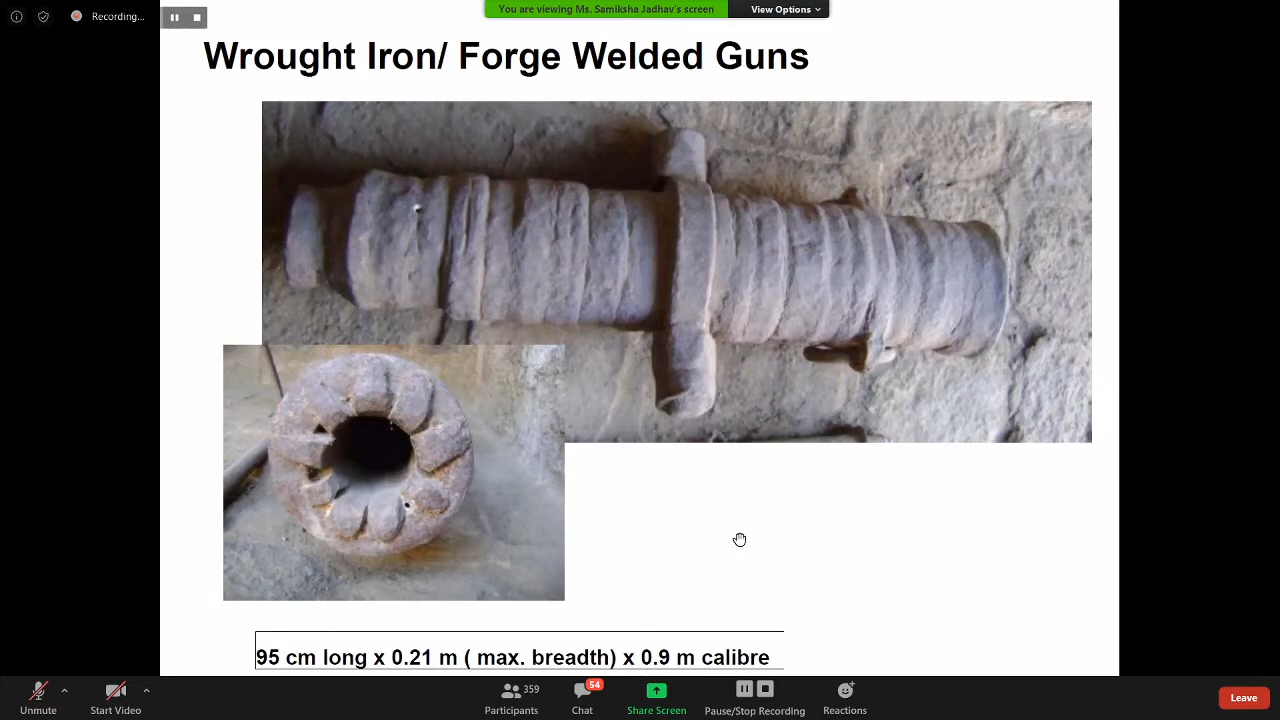 You are viewing Ms. Samiksha Jadhav's screen
View Options
Recording...
Wrought Iron/ Forge Welded Guns
95 cm long x 0.21 m ( max. breadth) x 0.9 m calibre
Unmute
Start Video
359
Participants
54
Chat
Share Screen
Pause/Stop Recording
Reactions
Leave